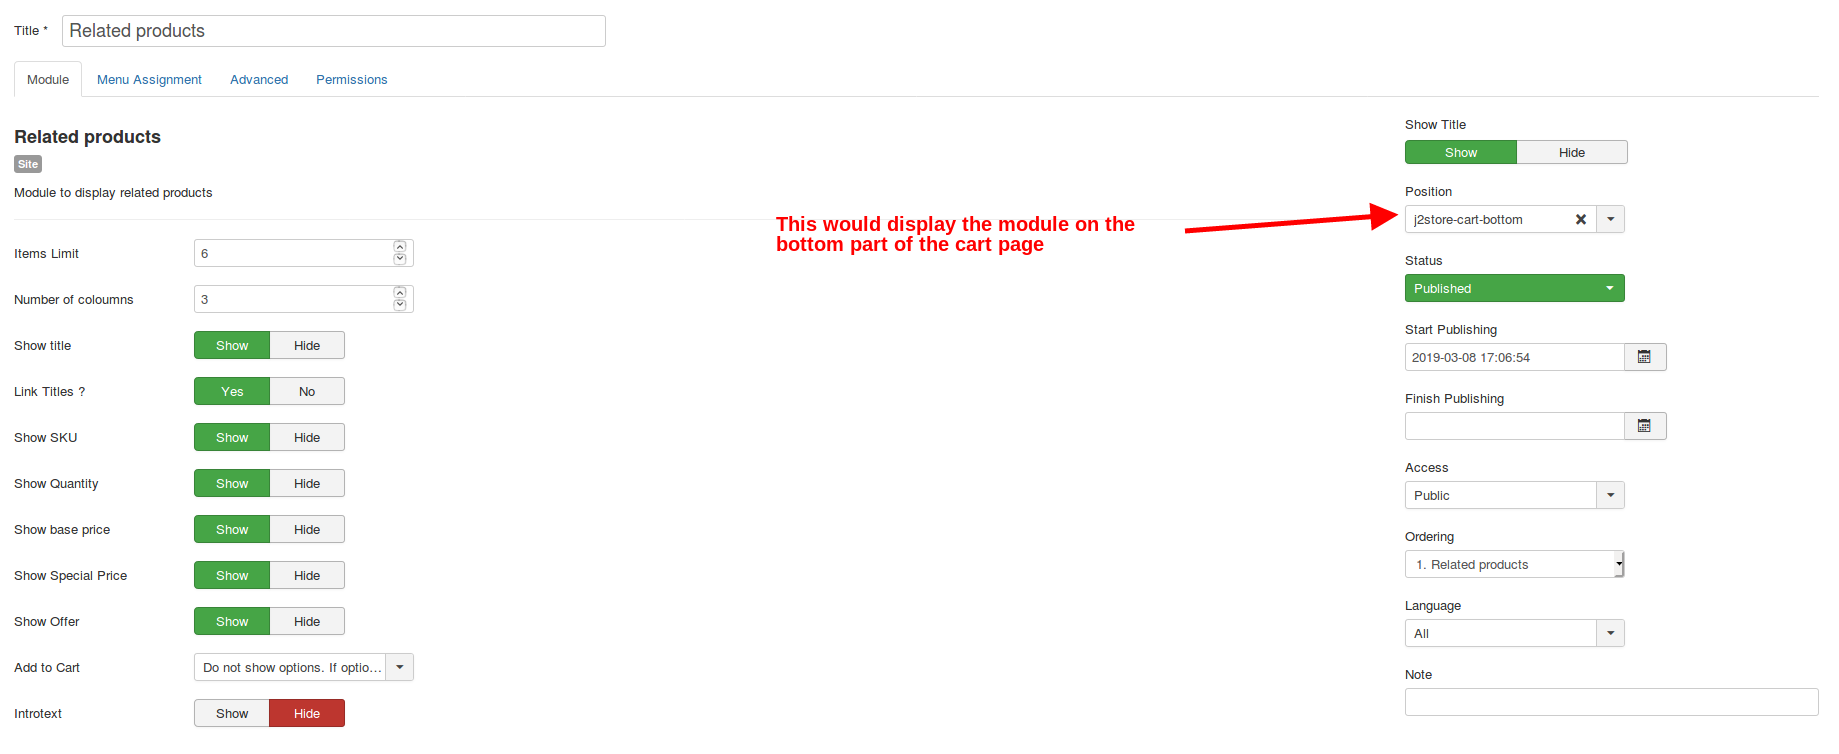 Title *
Related products
Module
Menu Assignment
Advanced
Permissions
Related products
Site
Module to display related products
Items Limit
6
Number of coloumns
3
Show title
Show Hide
Link Titles ?
Yes No
Show SKU
Show Hide
Show Quantity
Show Hide
Show base price
Show Hide
Show Special Price
Show Hide
Show Offer
Show Hide
Add to Cart
Do not show options. If optio...
Introtext
Show Hide
This would display the module on the
bottom part of the cart page
Show Title
Show Hide
Position
j2store-cart-bottom
Status
Published
Start Publishing
2019-03-08 17:06:54
Finish Publishing
Access
Public
Ordering
1. Related products
Language
All
Note